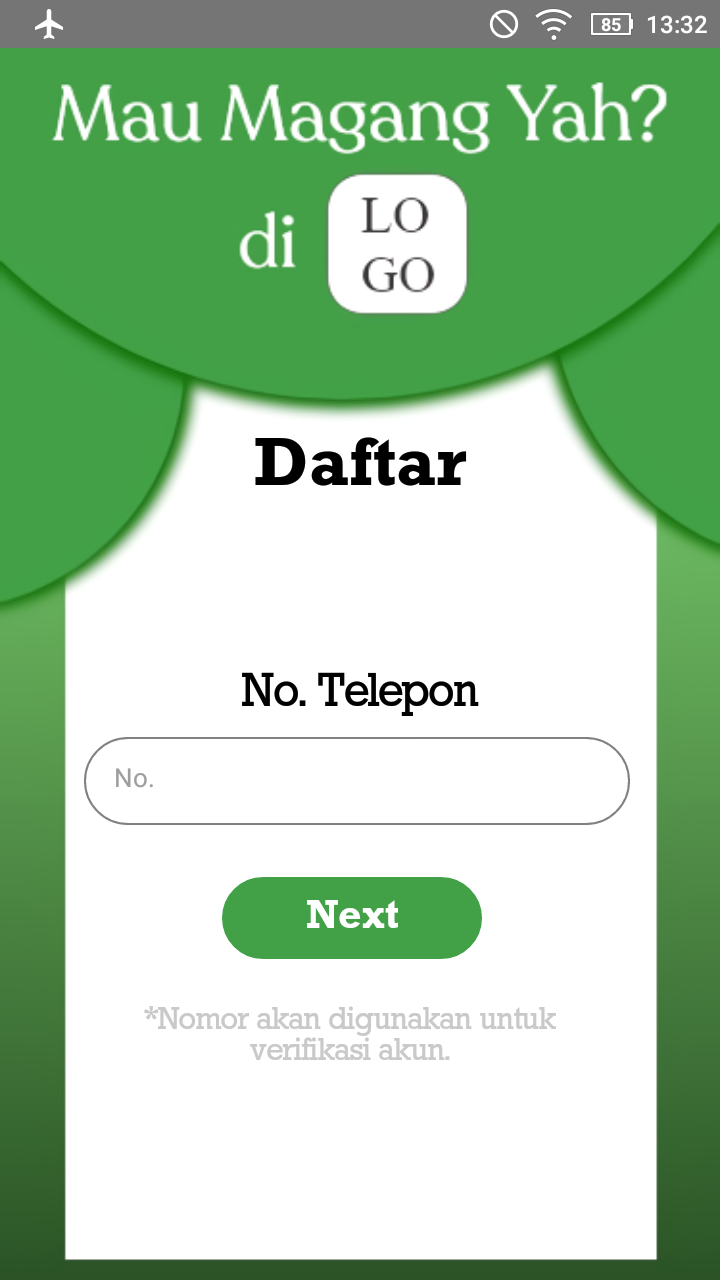 85 13:32
Mau Magang Yah?
di LO
GO
Daftar
No. Telepon
No.
Next
*Nomor akan digunakan untuk
verifikasi akun.